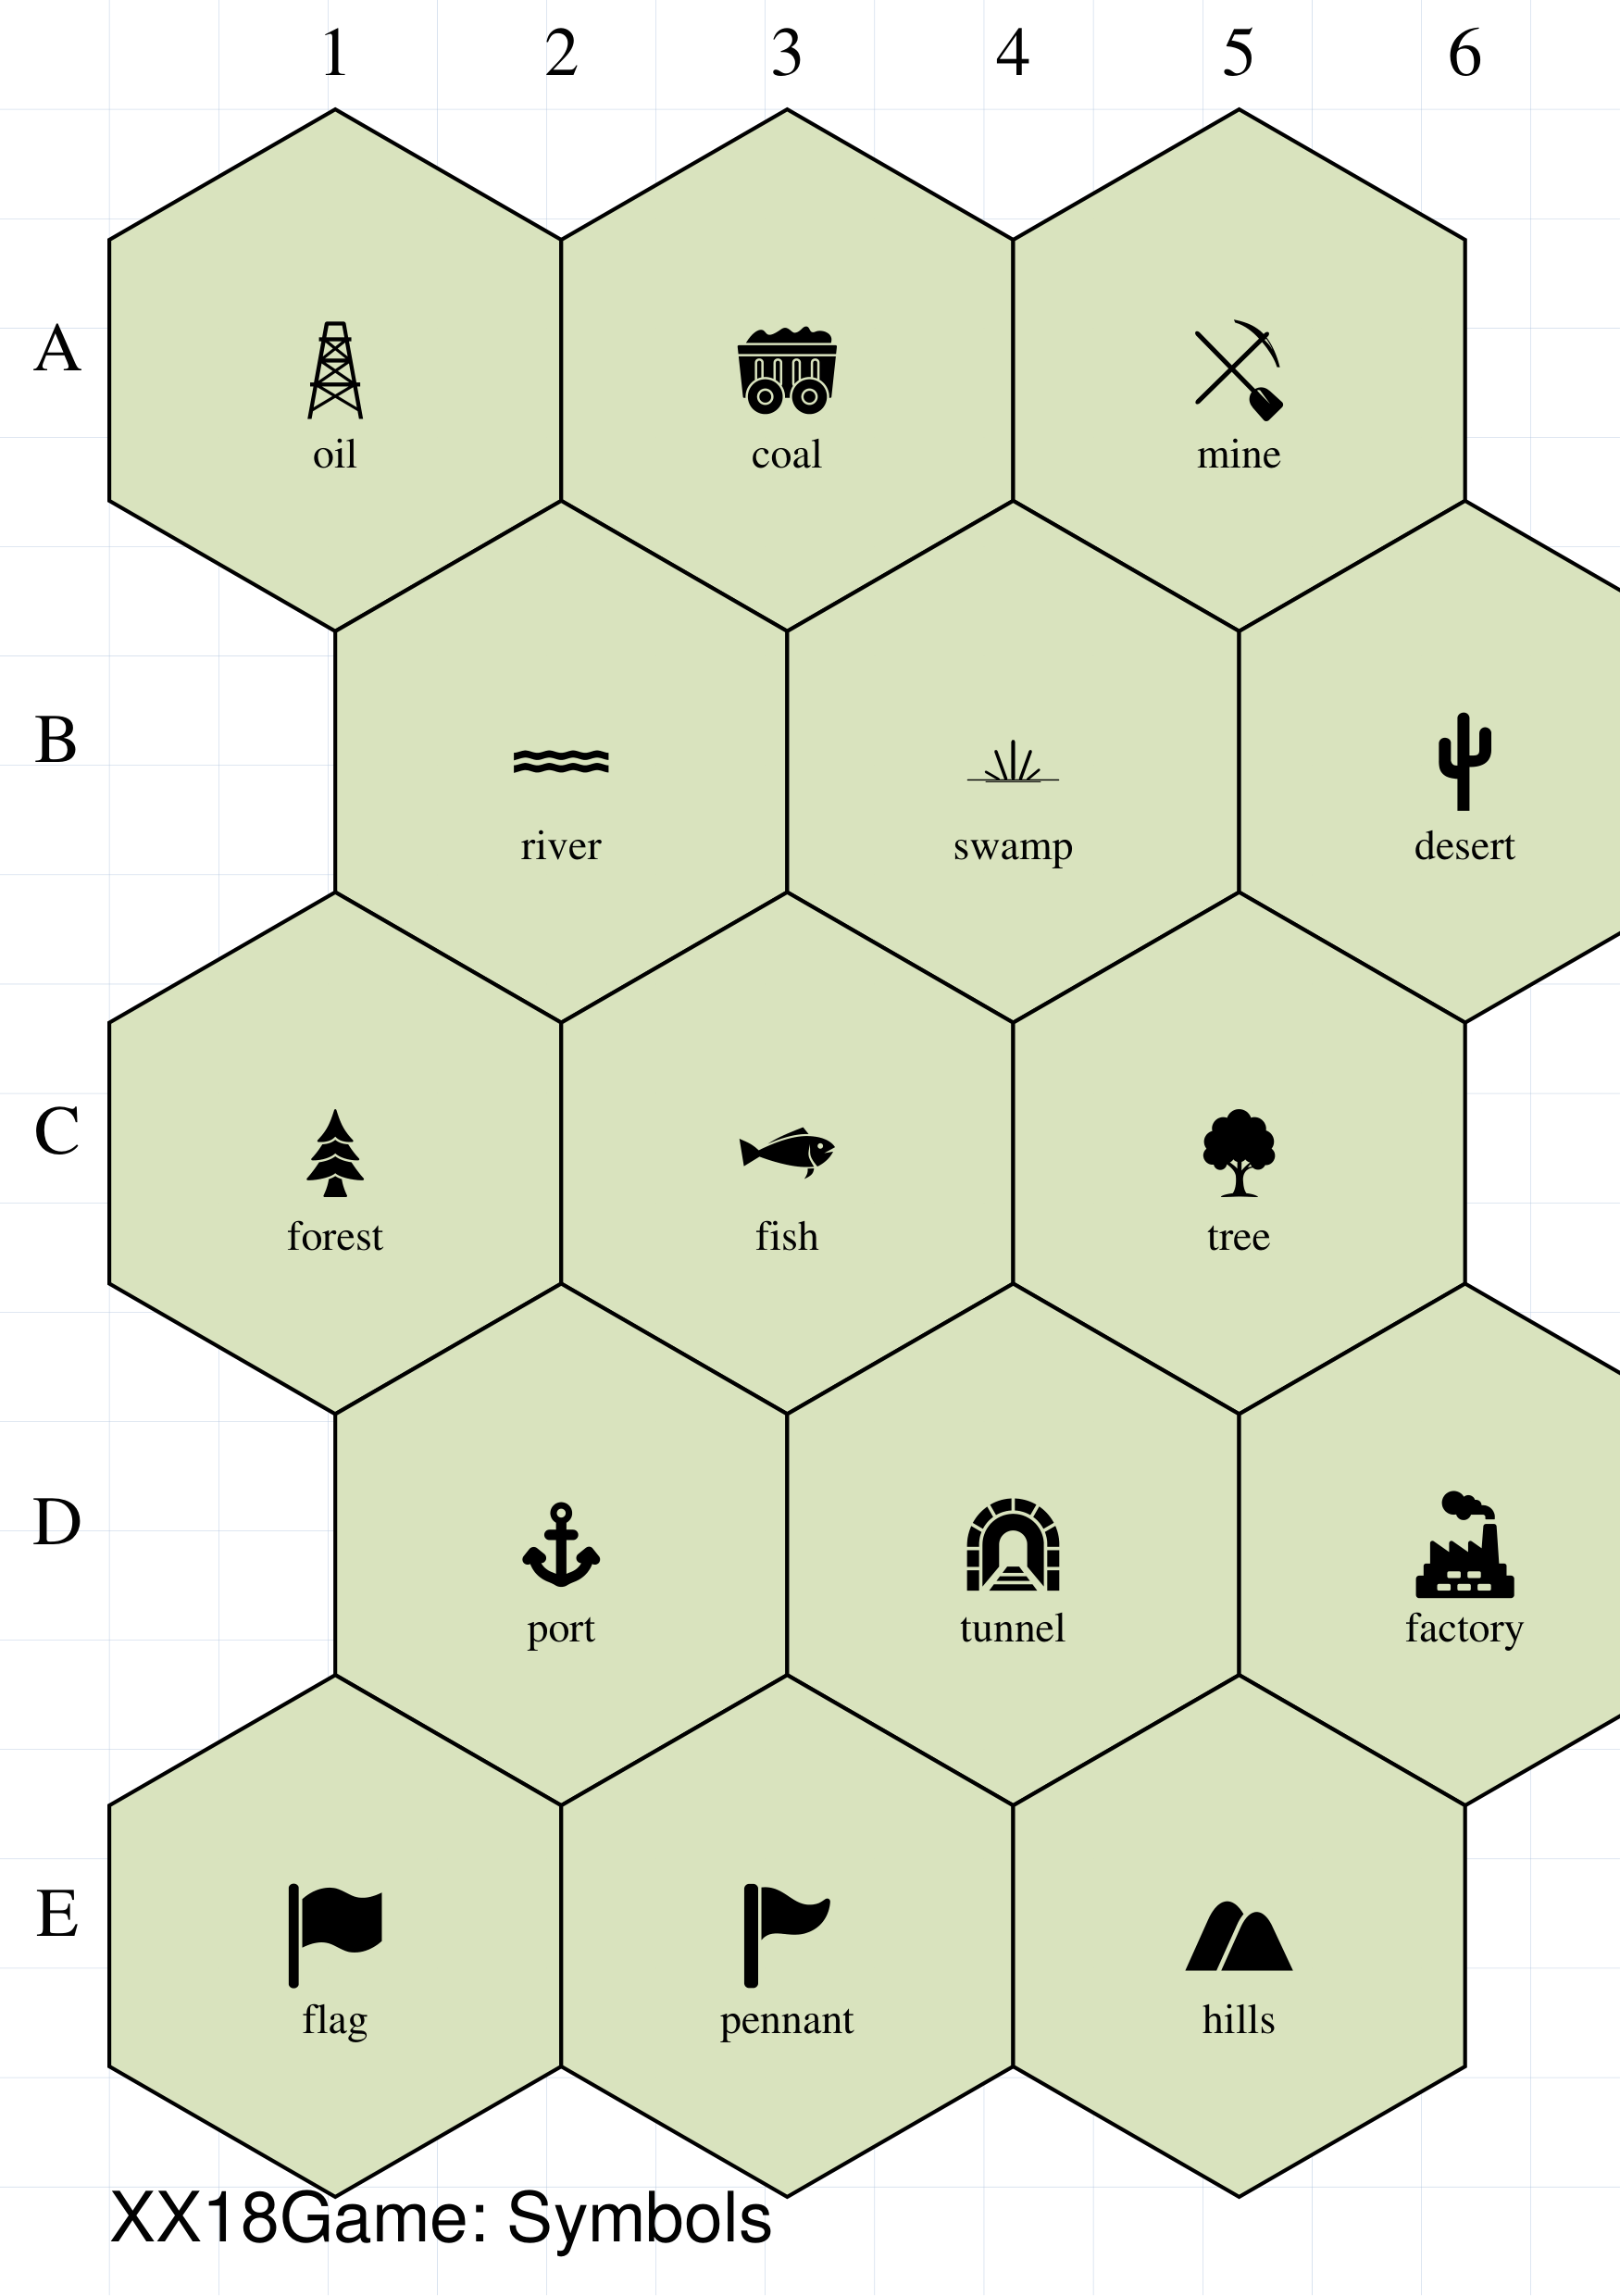 1 2 3 4 5 6
A
oil coal mine
B
river swamp desert
C
forest fish tree
D
port tunnel factory
E
flag pennant hills
XX18Game: Symbols